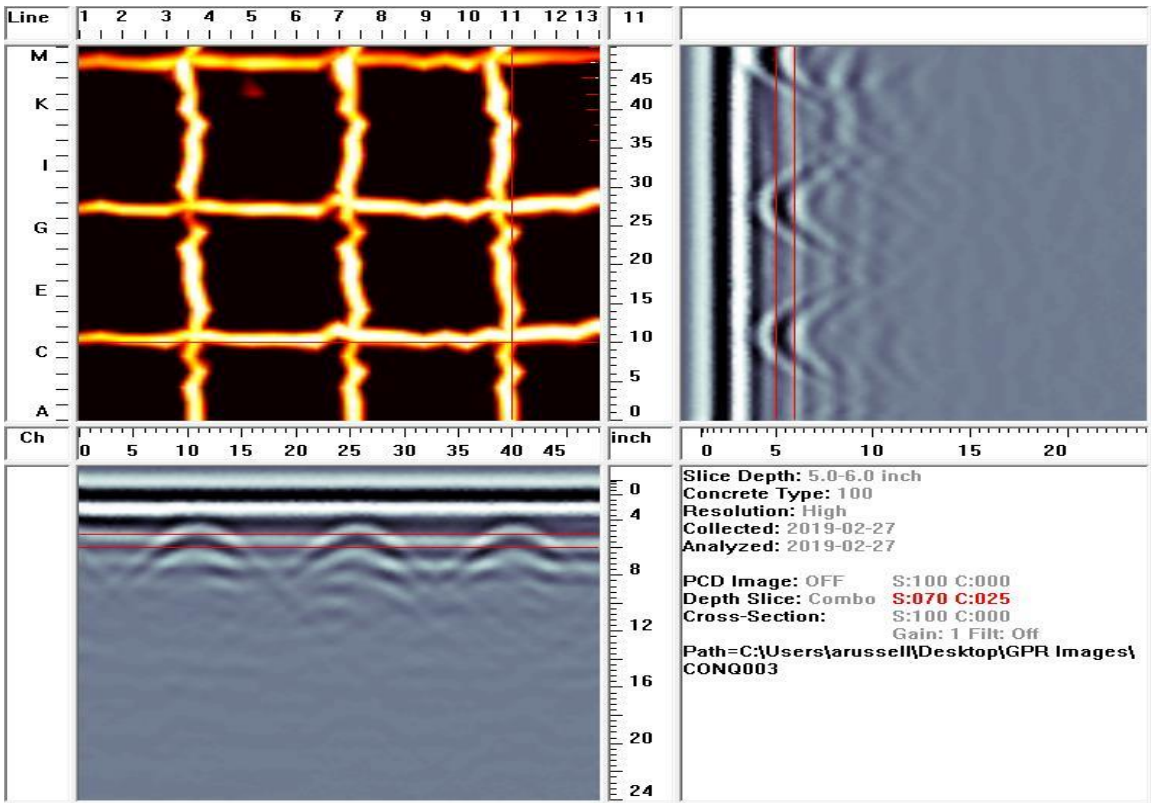 Line 1 2 3 4 5 6 7 8 9 10 11 12 13 11
M
K
I
G
E
C
A
45
40
35
30
25
20
15
10
5
0
Ch 0 5 10 15 20 25 30 35 40 45 inch 0 5 10 15 20
0
4
8
12
16
20
24
Slice Depth: 5.0-6.0 inch
Concrete Type: 100
Resolution: High
Collected: 2019-02-27
Analyzed: 2019-02-27
PCD Image: OFF S:100 C:000
Depth Slice: Combo S:070 C:025
Cross-Section: S:100 C:000
Gain: 1 Filt: Off
Path=C:\Users\arussell\Desktop\GPR Images\
CONQ003